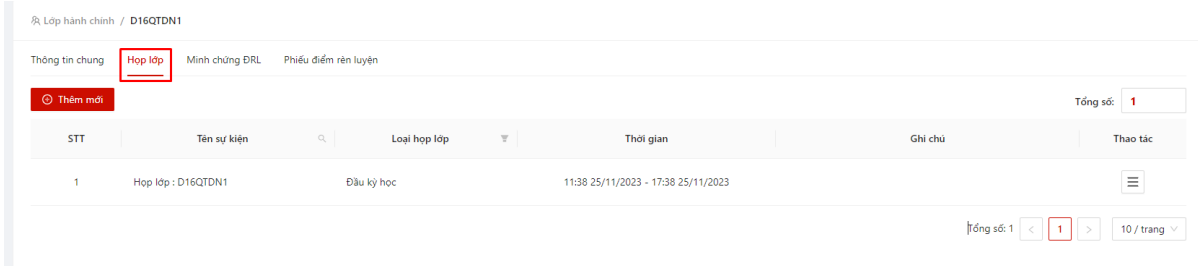 Lớp hành chính / D16QTDN1
Thông tin chung Họp lớp Minh chứng ĐRL Phiếu điểm rèn luyện
Thêm mới Tổng số: 1
STT Tên sự kiện Loại họp lớp Thời gian Ghi chú Thao tác
1 Họp lớp : D16QTDN1 Đầu kỳ học 11:38 25/11/2023 - 17:38 25/11/2023
Tổng số: 1 < 1 > 10 / trang